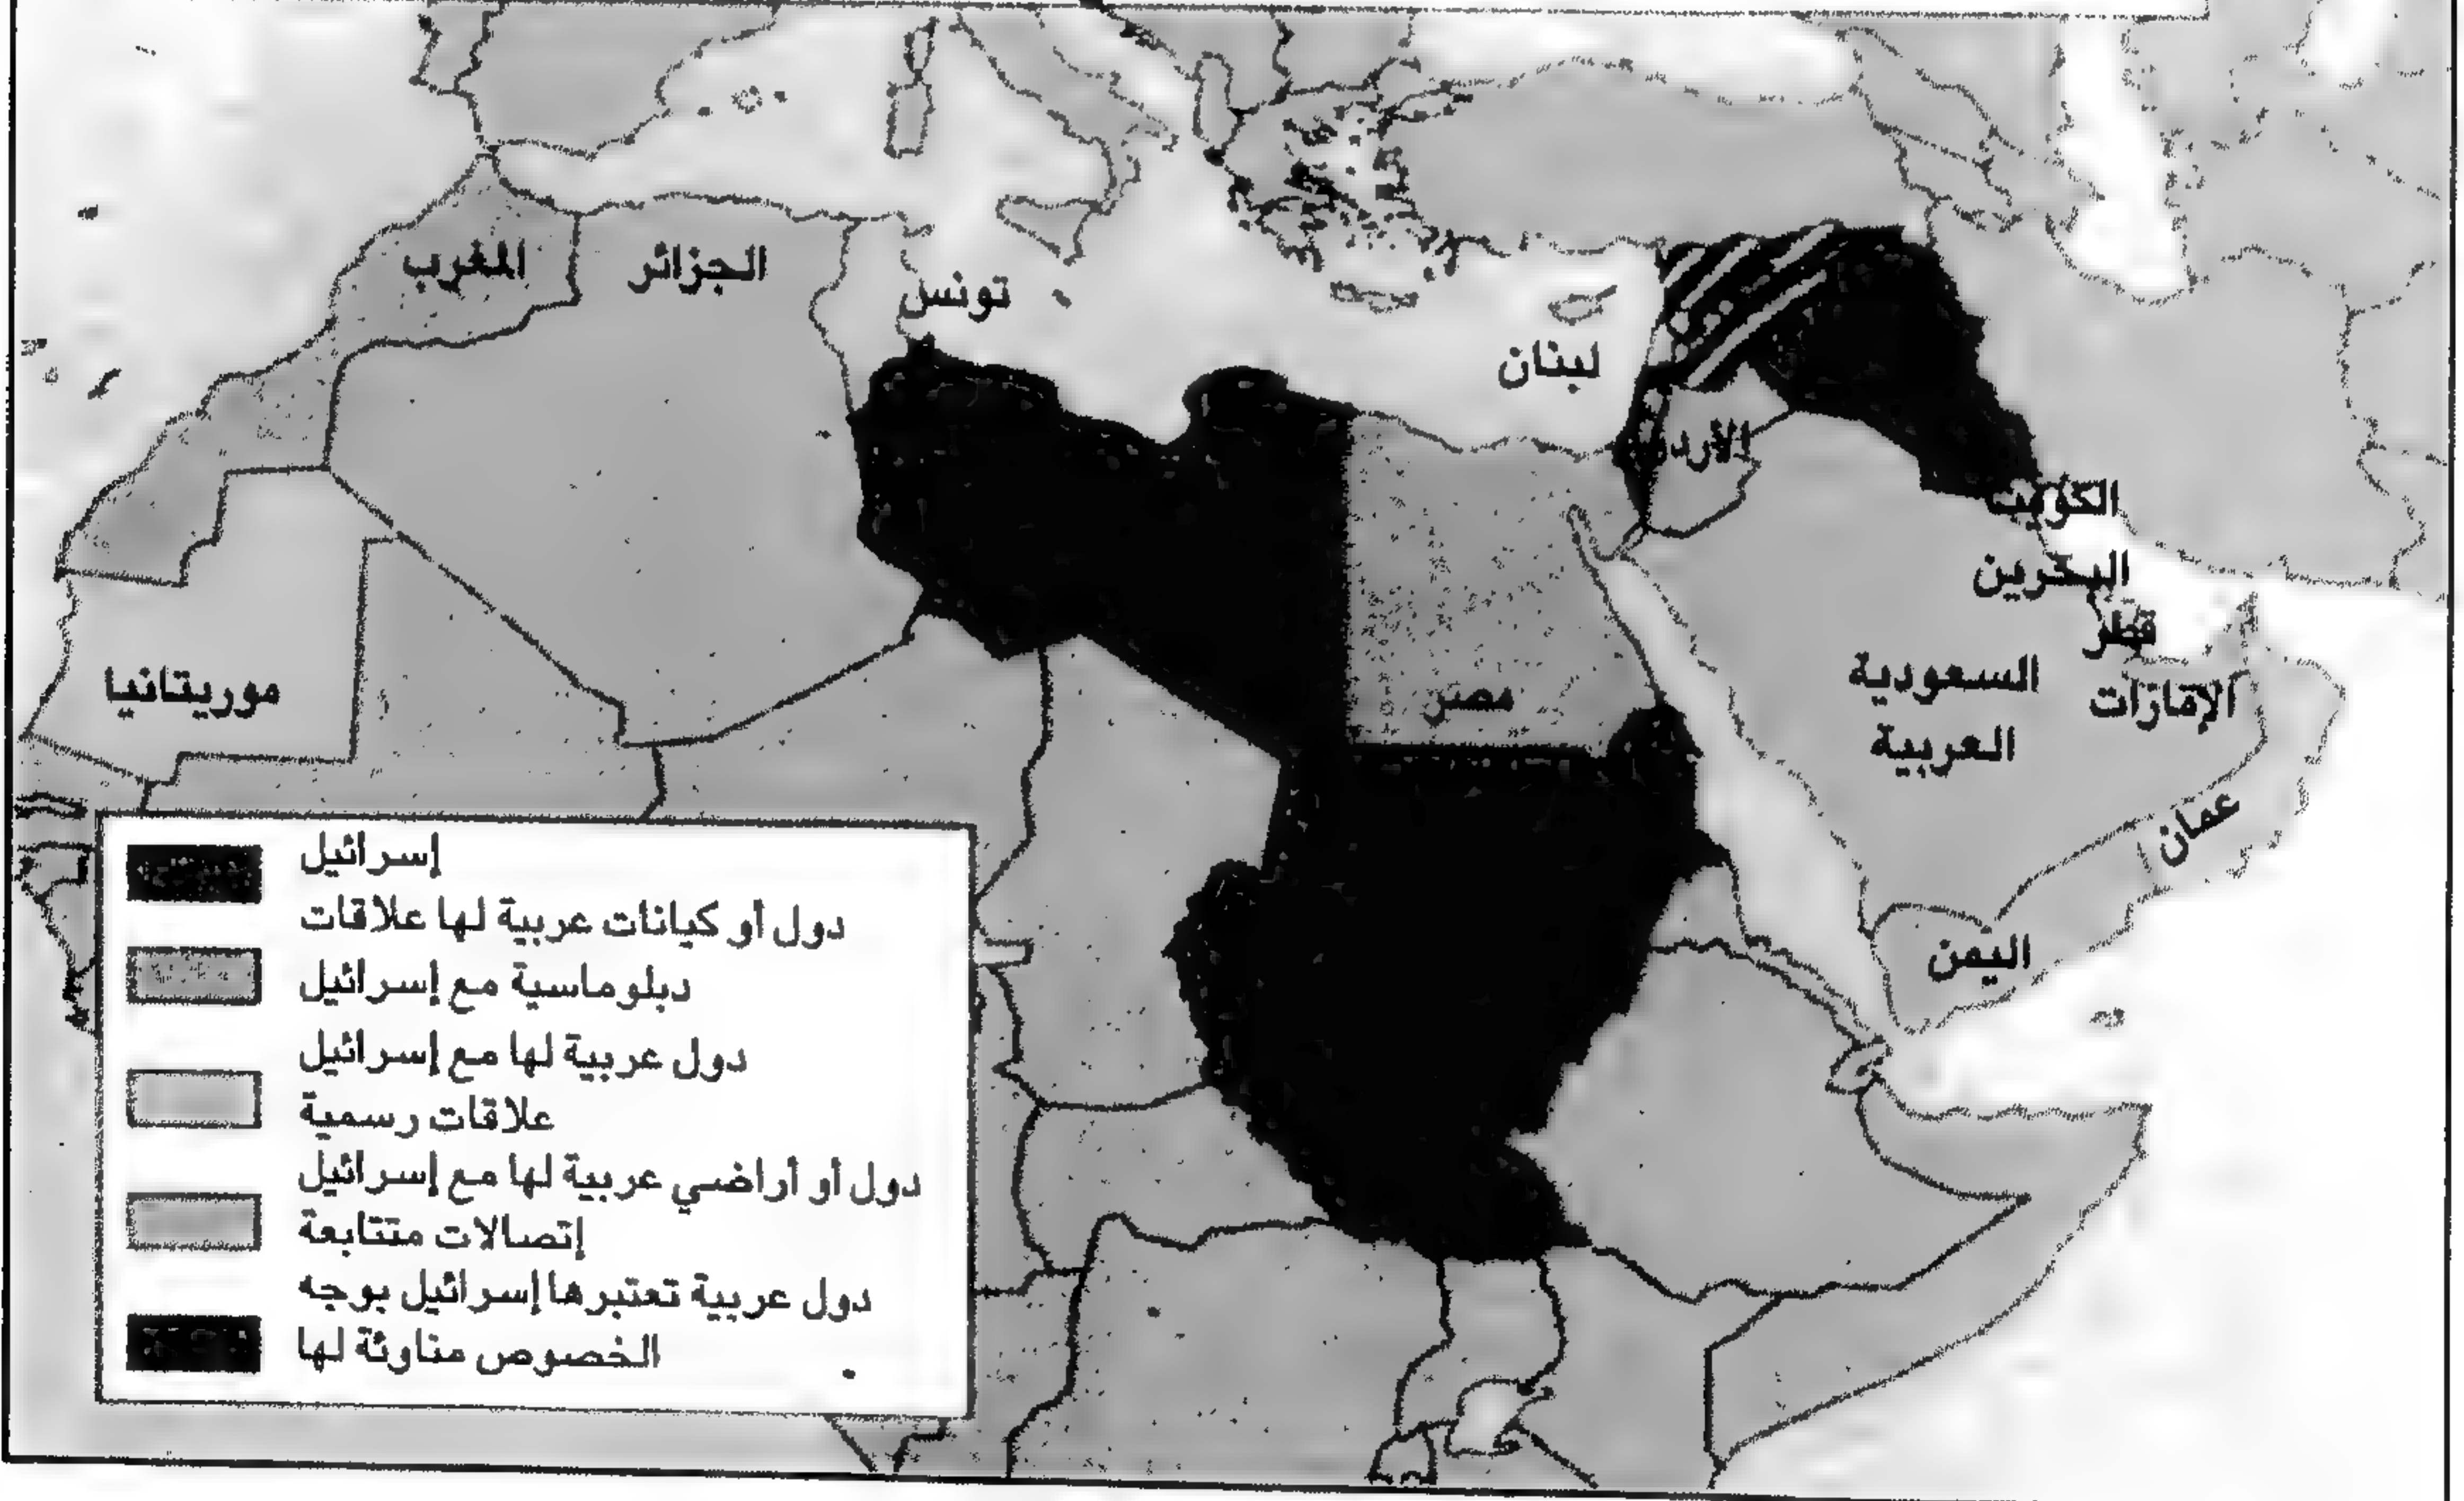 المغرب
الجزائر
تونس
لبنان
الأردن
الكويت
البحرين
قطر
السعودية
العربية
الإمارات
مصر
موريتانيا
عمان
اليمن
إسرائيل
دول أو كيانات عربية لها علاقات
دبلوماسية مع إسرائيل
دول عربية لها مع إسرائيل
علاقات رسمية
دول أو أراضي عربية لها مع إسرائيل
إتصالات متتابعة
دول عربية تعتبرها إسرائيل بوجه
الخصوص مناوئة لها